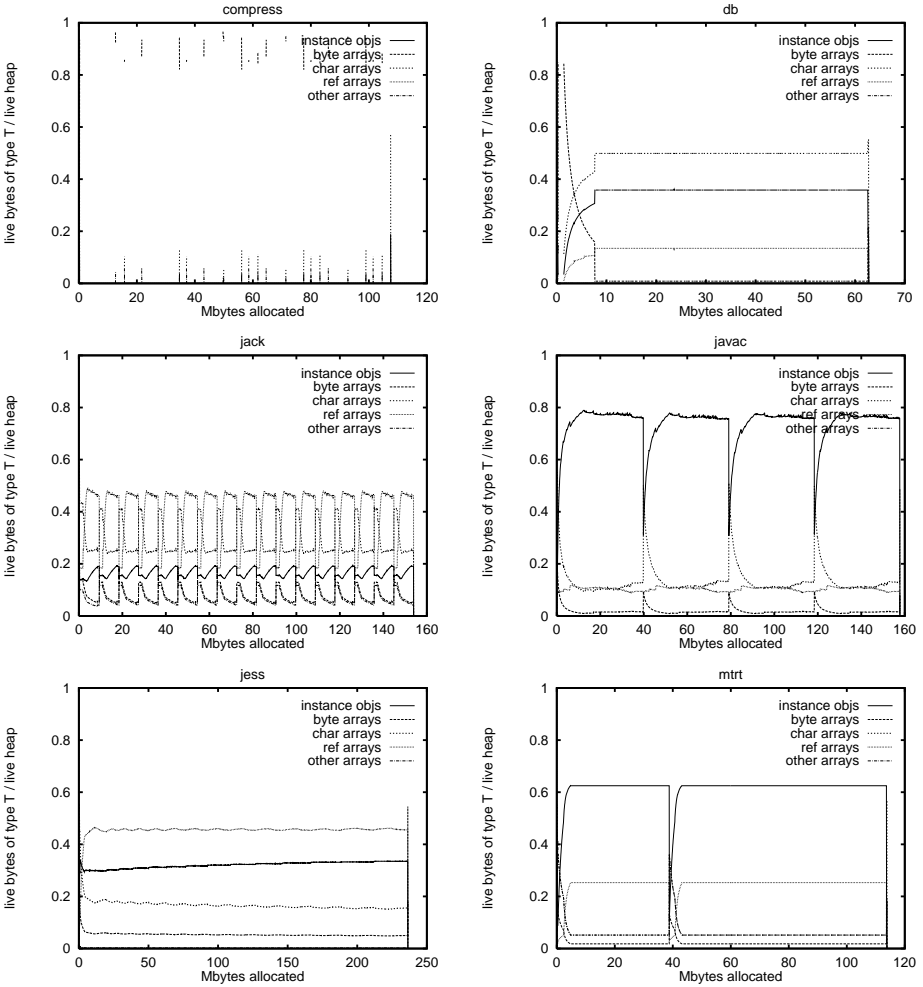 compress
1
0.8
0.6
0.4
0.2
0
live bytes of type T / live heap
instance objs
byte arrays
char arrays
ref arrays
other arrays
0 20 40 60 80 100 120
Mbytes allocated
db
1
0.8
0.6
0.4
0.2
0
live bytes of type T / live heap
instance objs
byte arrays
char arrays
ref arrays
other arrays
0 10 20 30 40 50 60 70
Mbytes allocated
jack
1
0.8
0.6
0.4
0.2
0
live bytes of type T / live heap
instance objs
byte arrays
char arrays
ref arrays
other arrays
0 20 40 60 80 100 120 140 160
Mbytes allocated
javac
1
0.8
0.6
0.4
0.2
0
live bytes of type T / live heap
instance objs
byte arrays
char arrays
ref arrays
other arrays
0 20 40 60 80 100 120 140 160
Mbytes allocated
jess
1
0.8
0.6
0.4
0.2
0
live bytes of type T / live heap
instance objs
byte arrays
char arrays
ref arrays
other arrays
0 50 100 150 200 250
Mbytes allocated
mtrt
1
0.8
0.6
0.4
0.2
0
live bytes of type T / live heap
instance objs
byte arrays
char arrays
ref arrays
other arrays
0 20 40 60 80 100 120
Mbytes allocated